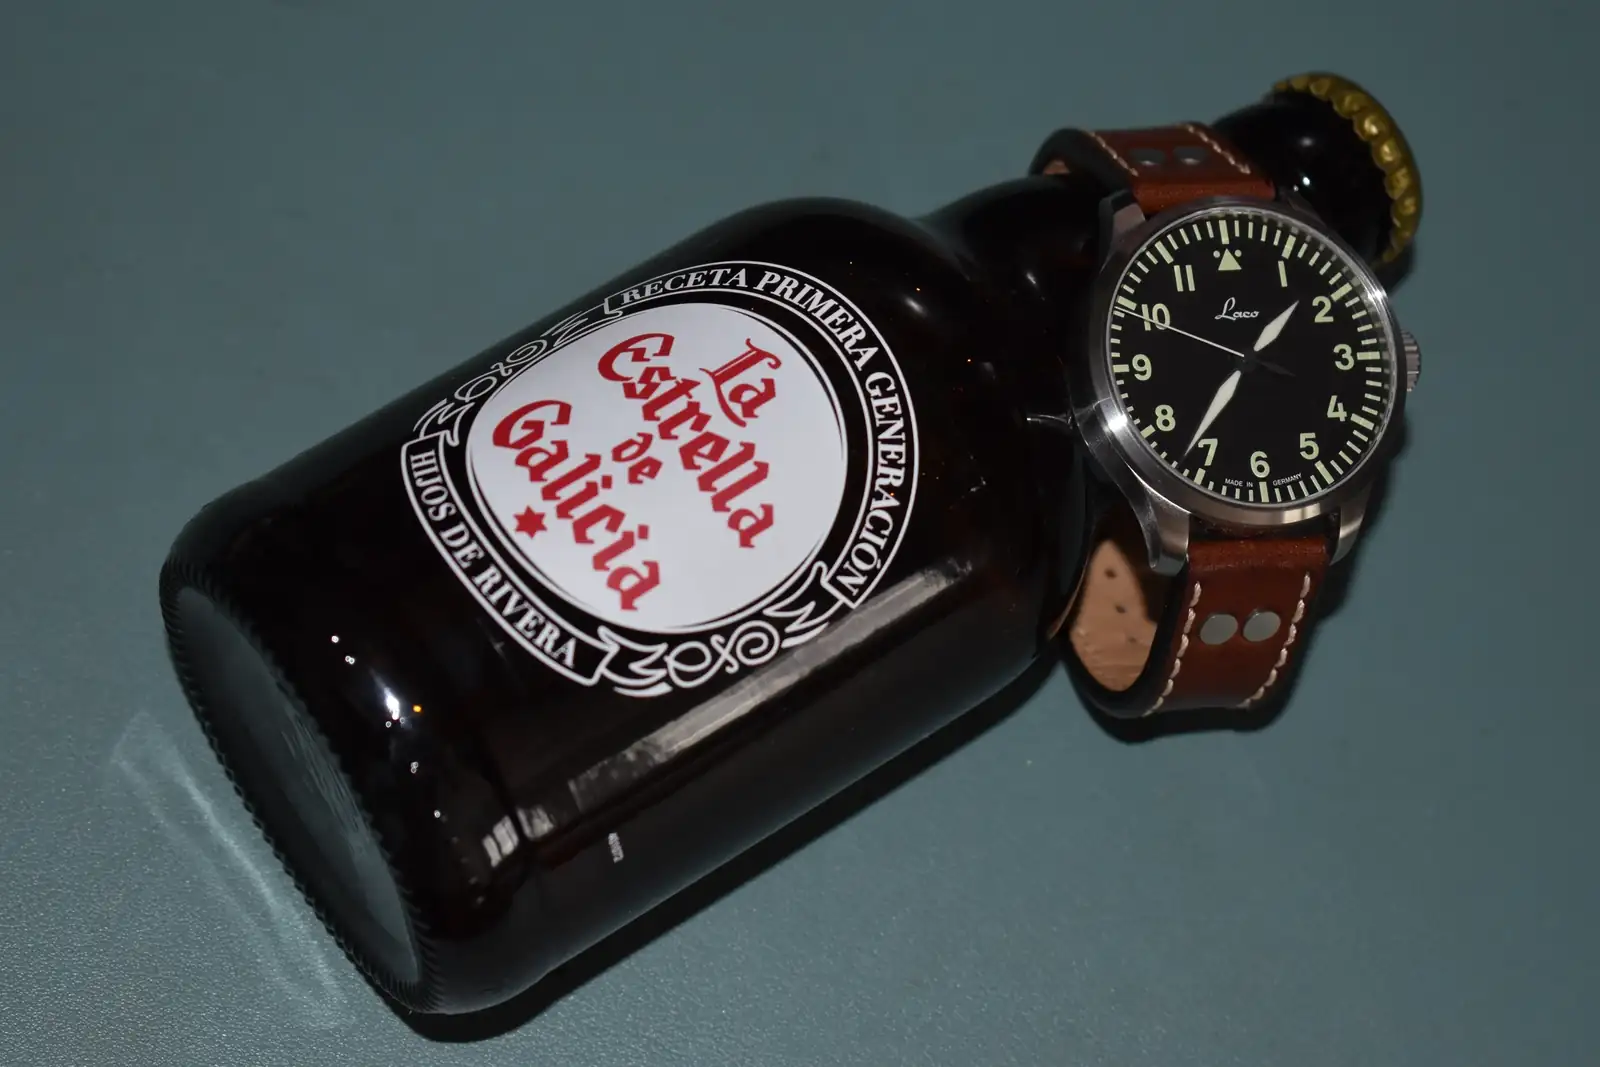 RECETA PRIMERA GENERACIÓN
La
Estrella
de
Galicia
HIJOS DE RIVERA
Laco
1
2
3
4
5
6
7
8
9
10
11
MADE IN GERMANY